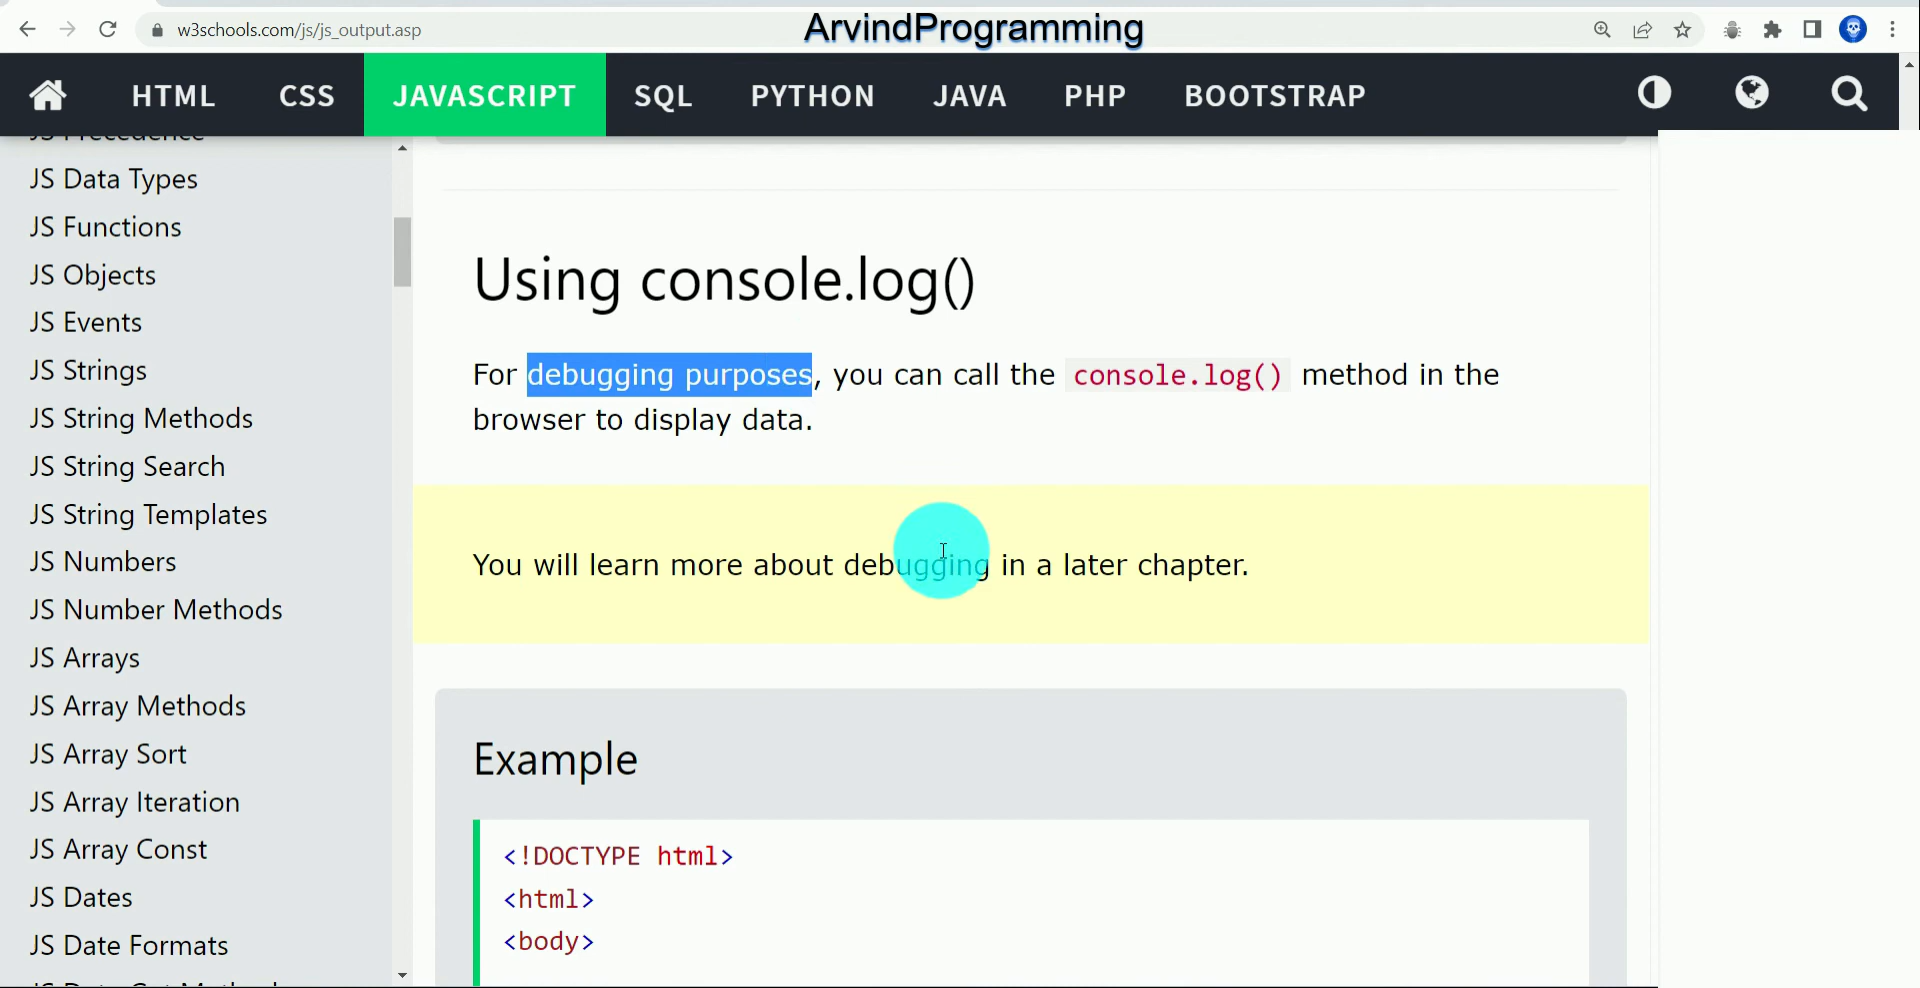 w3schools.com/js/js_output.asp
ArvindProgramming
HTML
CSS
JAVASCRIPT
SQL
PYTHON
JAVA
PHP
BOOTSTRAP
JS Precedence
JS Data Types
JS Functions
JS Objects
JS Events
JS Strings
JS String Methods
JS String Search
JS String Templates
JS Numbers
JS Number Methods
JS Arrays
JS Array Methods
JS Array Sort
JS Array Iteration
JS Array Const
JS Dates
JS Date Formats
Using console.log()
For debugging purposes, you can call the console.log() method in the
browser to display data.
You will learn more about debugging in a later chapter.
Example
<!DOCTYPE html>
<html>
<body>